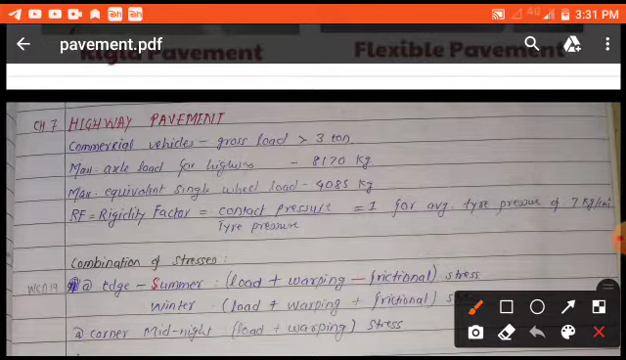 4G 3:31 PM
pavement.pdf
Rigid Pavement Flexible Pavement
CH 7 HIGHWAY PAVEMENT
Commercial vehicles - gross load > 3 ton
Max. axle load for highway - 8170 Kg
Max. equivalent single wheel load - 4085 Kg
RF = Rigidity Factor = contact pressure = 1 for avg. tyre pressure of 7 Kg/cm²
Tyre pressure
Combination of Stresses :
@ edge - Summer : (load + warping - frictional) stress
Winter : (load + warping + frictional)
@ corner Mid-night : (load + warping) stress